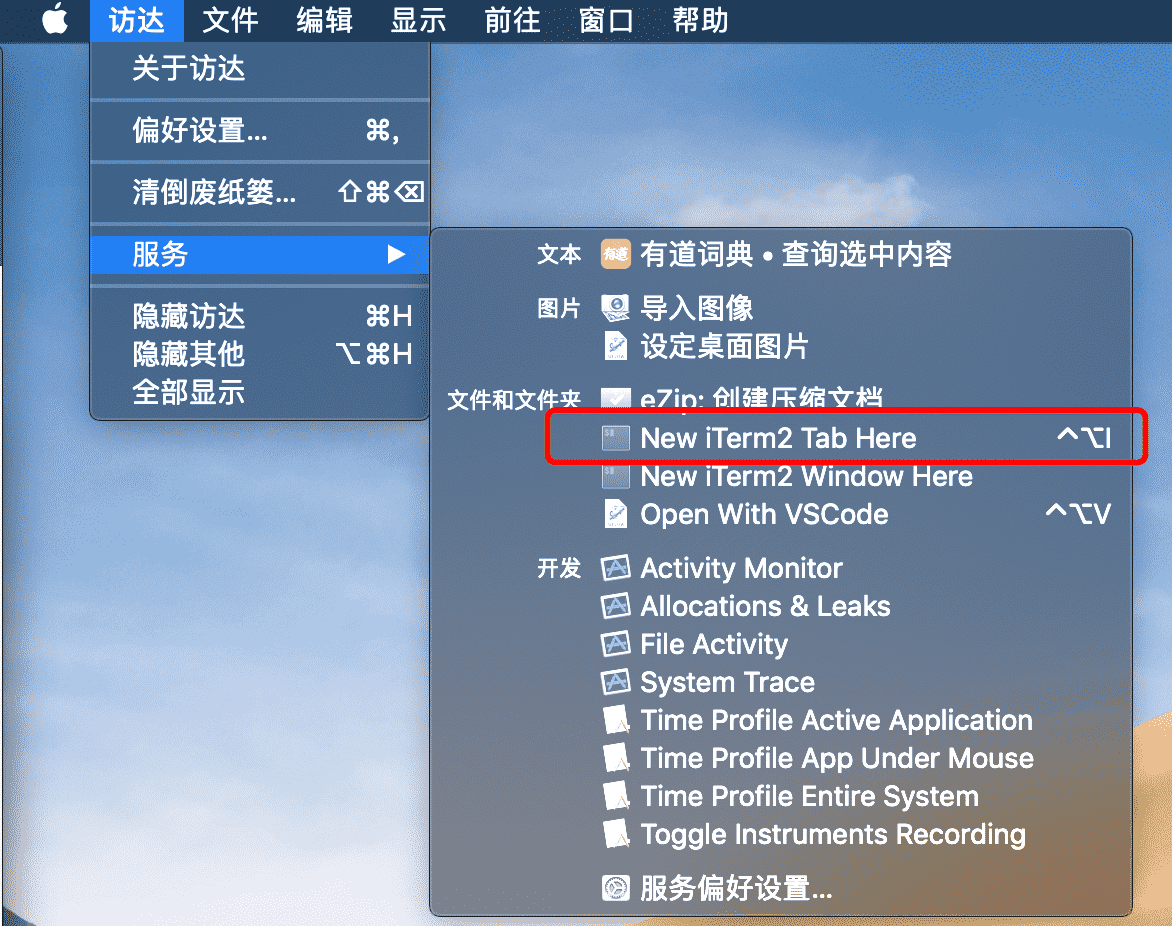 访达 文件 编辑 显示 前往 窗口 帮助
关于访达
偏好设置... ⌘,
清倒废纸篓... ⇧⌘⌫
服务 ▶
隐藏访达 ⌘H
隐藏其他 ⌥⌘H
全部显示
文本 有道 有道词典 • 查询选中内容
图片 导入图像
设定桌面图片
文件和文件夹 eZip: 创建压缩文档
New iTerm2 Tab Here ^⌥I
New iTerm2 Window Here
Open With VSCode ^⌥V
开发 Activity Monitor
Allocations & Leaks
File Activity
System Trace
Time Profile Active Application
Time Profile App Under Mouse
Time Profile Entire System
Toggle Instruments Recording
服务偏好设置...